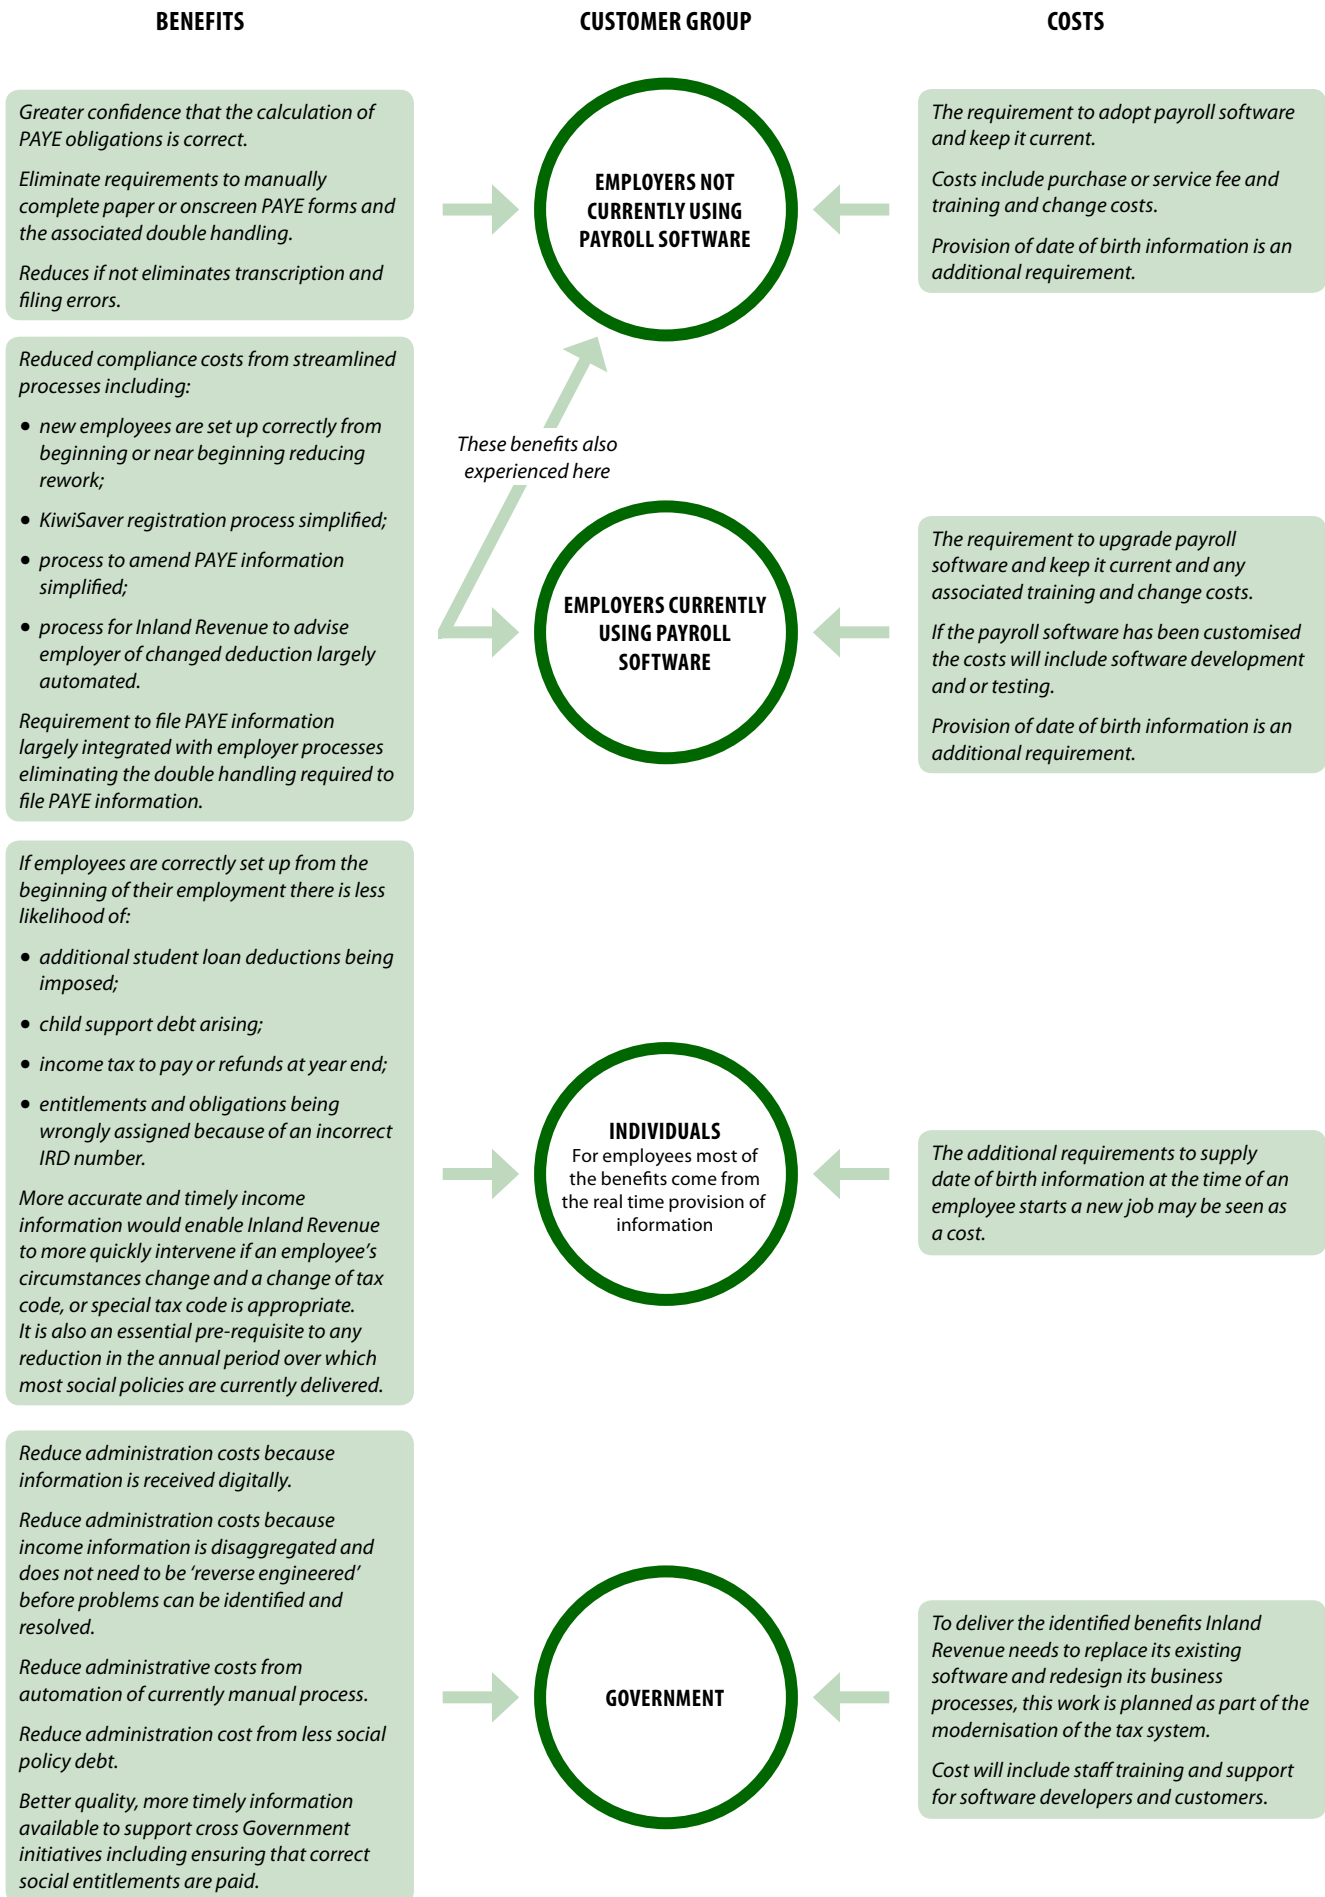 BENEFITS
CUSTOMER GROUP
COSTS
Greater confidence that the calculation of
PAYE obligations is correct.
Eliminate requirements to manually
complete paper or onscreen PAYE forms and
the associated double handling.
Reduces if not eliminates transcription and
filing errors.
EMPLOYERS NOT
CURRENTLY USING
PAYROLL SOFTWARE
The requirement to adopt payroll software
and keep it current.
Costs include purchase or service fee and
training and change costs.
Provision of date of birth information is an
additional requirement.
Reduced compliance costs from streamlined
processes including:
• new employees are set up correctly from
beginning or near beginning reducing
rework;
• KiwiSaver registration process simplified;
• process to amend PAYE information
simplified;
• process for Inland Revenue to advise
employer of changed deduction largely
automated.
Requirement to file PAYE information
largely integrated with employer processes
eliminating the double handling required to
file PAYE information.
These benefits also
experienced here
EMPLOYERS CURRENTLY
USING PAYROLL
SOFTWARE
The requirement to upgrade payroll
software and keep it current and any
associated training and change costs.
If the payroll software has been customised
the costs will include software development
and or testing.
Provision of date of birth information is an
additional requirement.
If employees are correctly set up from the
beginning of their employment there is less
likelihood of:
• additional student loan deductions being
imposed;
• child support debt arising;
• income tax to pay or refunds at year end;
• entitlements and obligations being
wrongly assigned because of an incorrect
IRD number.
More accurate and timely income
information would enable Inland Revenue
to more quickly intervene if an employee's
circumstances change and a change of tax
code, or special tax code is appropriate.
It is also an essential pre-requisite to any
reduction in the annual period over which
most social policies are currently delivered.
INDIVIDUALS
For employees most of
the benefits come from
the real time provision of
information
The additional requirements to supply
date of birth information at the time of an
employee starts a new job may be seen as
a cost.
Reduce administration costs because
information is received digitally.
Reduce administration costs because
income information is disaggregated and
does not need to be ‘reverse engineered’
before problems can be identified and
resolved.
Reduce administrative costs from
automation of currently manual process.
Reduce administration cost from less social
policy debt.
Better quality, more timely information
available to support cross Government
initiatives including ensuring that correct
social entitlements are paid.
GOVERNMENT
To deliver the identified benefits Inland
Revenue needs to replace its existing
software and redesign its business
processes, this work is planned as part of the
modernisation of the tax system.
Cost will include staff training and support
for software developers and customers.